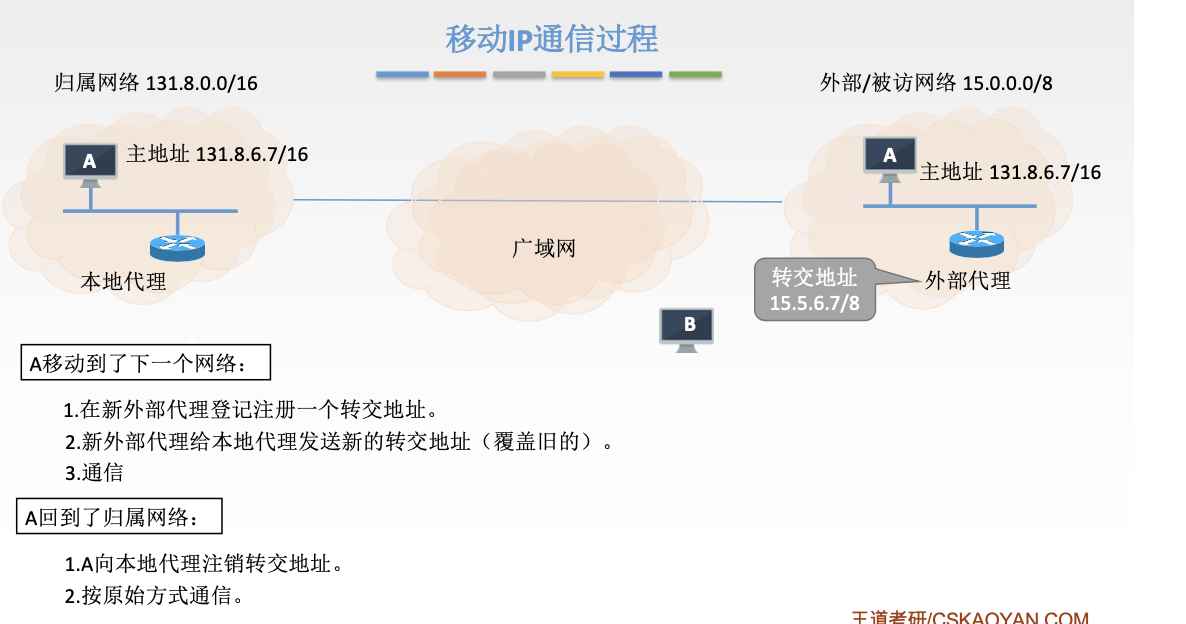 移动IP通信过程
归属网络 131.8.0.0/16
外部/被访网络 15.0.0.0/8
A
主地址 131.8.6.7/16
A
主地址 131.8.6.7/16
广域网
本地代理
转交地址
15.5.6.7/8
外部代理
B
A移动到了下一个网络：
1.在新外部代理登记注册一个转交地址。
2.新外部代理给本地代理发送新的转交地址（覆盖旧的）。
3.通信
A回到了归属网络：
1.A向本地代理注销转交地址。
2.按原始方式通信。
王道考研/CSKAOYAN.COM